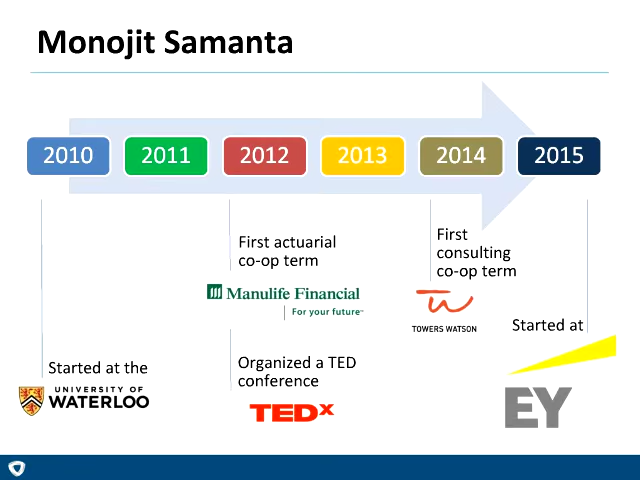 Monojit Samanta
2010 2011 2012 2013 2014 2015
First actuarial
co-op term
Manulife Financial
For your future™
First
consulting
co-op term
TOWERS WATSON
Started at
EY
Organized a TED
conference
TEDx
Started at the
UNIVERSITY OF
WATERLOO